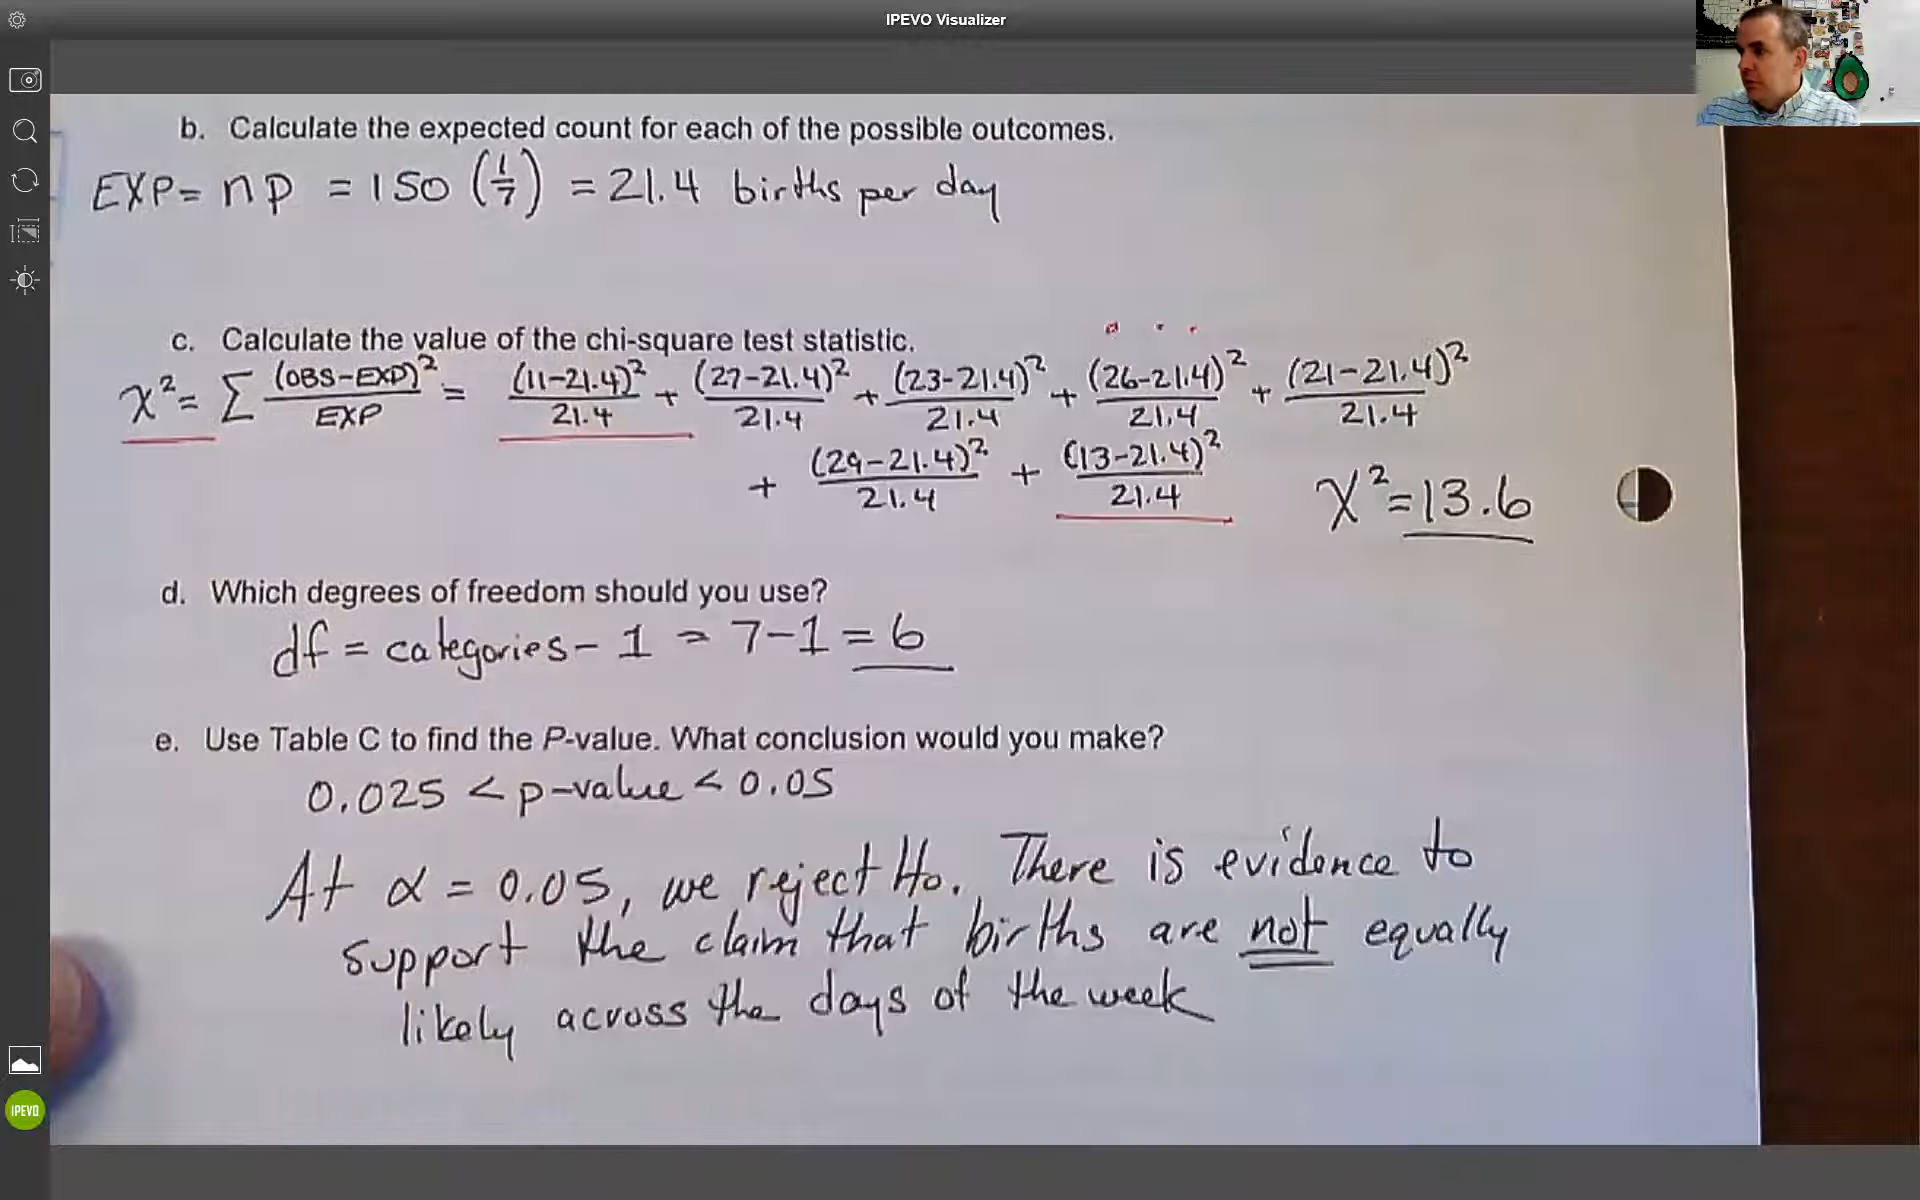 IPEVO Visualizer
b. Calculate the expected count for each of the possible outcomes.
EXP = np = 150 (1/7) = 21.4 births per day
c. Calculate the value of the chi-square test statistic.
χ² = Σ (OBS-EXP)²/EXP = (11-21.4)²/21.4 + (27-21.4)²/21.4 + (23-21.4)²/21.4 + (26-21.4)²/21.4 + (21-21.4)²/21.4
+ (29-21.4)²/21.4 + (13-21.4)²/21.4 χ² = 13.6
d. Which degrees of freedom should you use?
df = categories - 1 = 7-1 = 6
e. Use Table C to find the P-value. What conclusion would you make?
0.025 < p-value < 0.05
At α = 0.05, we reject Ho. There is evidence to
support the claim that births are not equally
likely across the days of the week
IPEVO